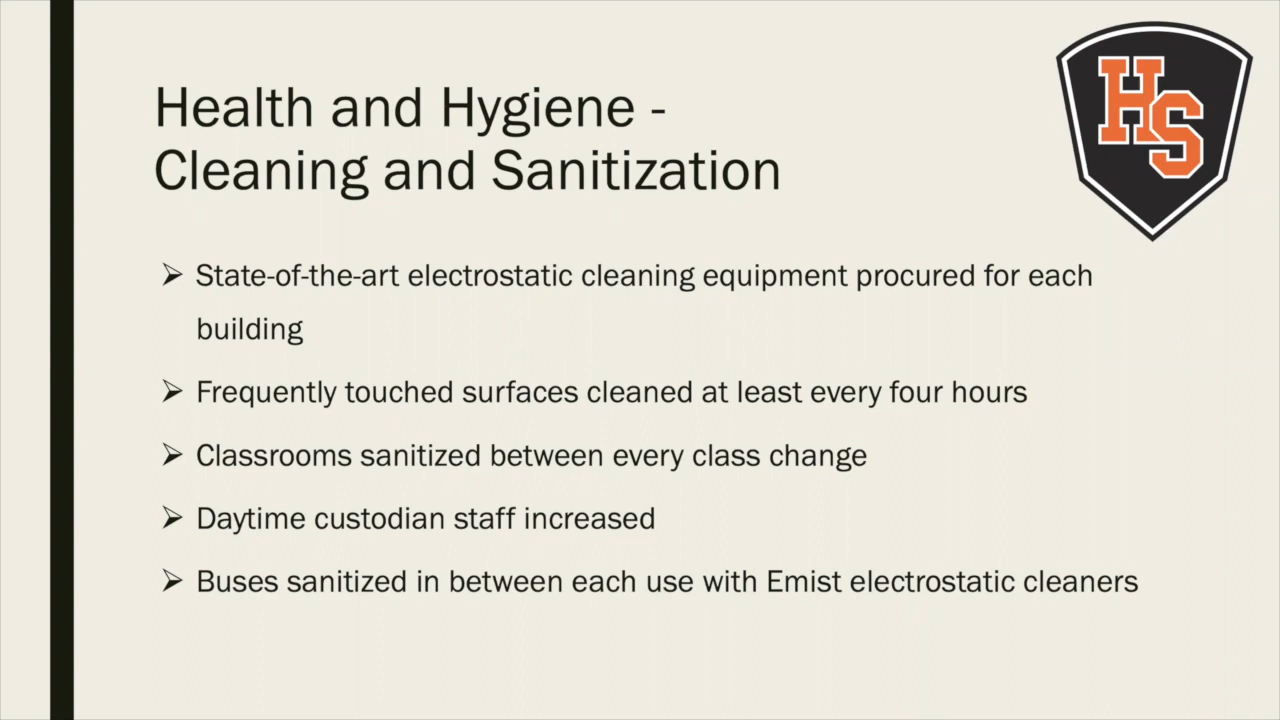 HS
Health and Hygiene -
Cleaning and Sanitization
State-of-the-art electrostatic cleaning equipment procured for each
building
Frequently touched surfaces cleaned at least every four hours
Classrooms sanitized between every class change
Daytime custodian staff increased
Buses sanitized in between each use with Emist electrostatic cleaners